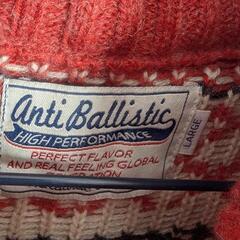 Anti Ballistic
HIGH PERFORMANCE
PERFECT FLAVOR
AND REAL FEELING GLOBAL
LARGE